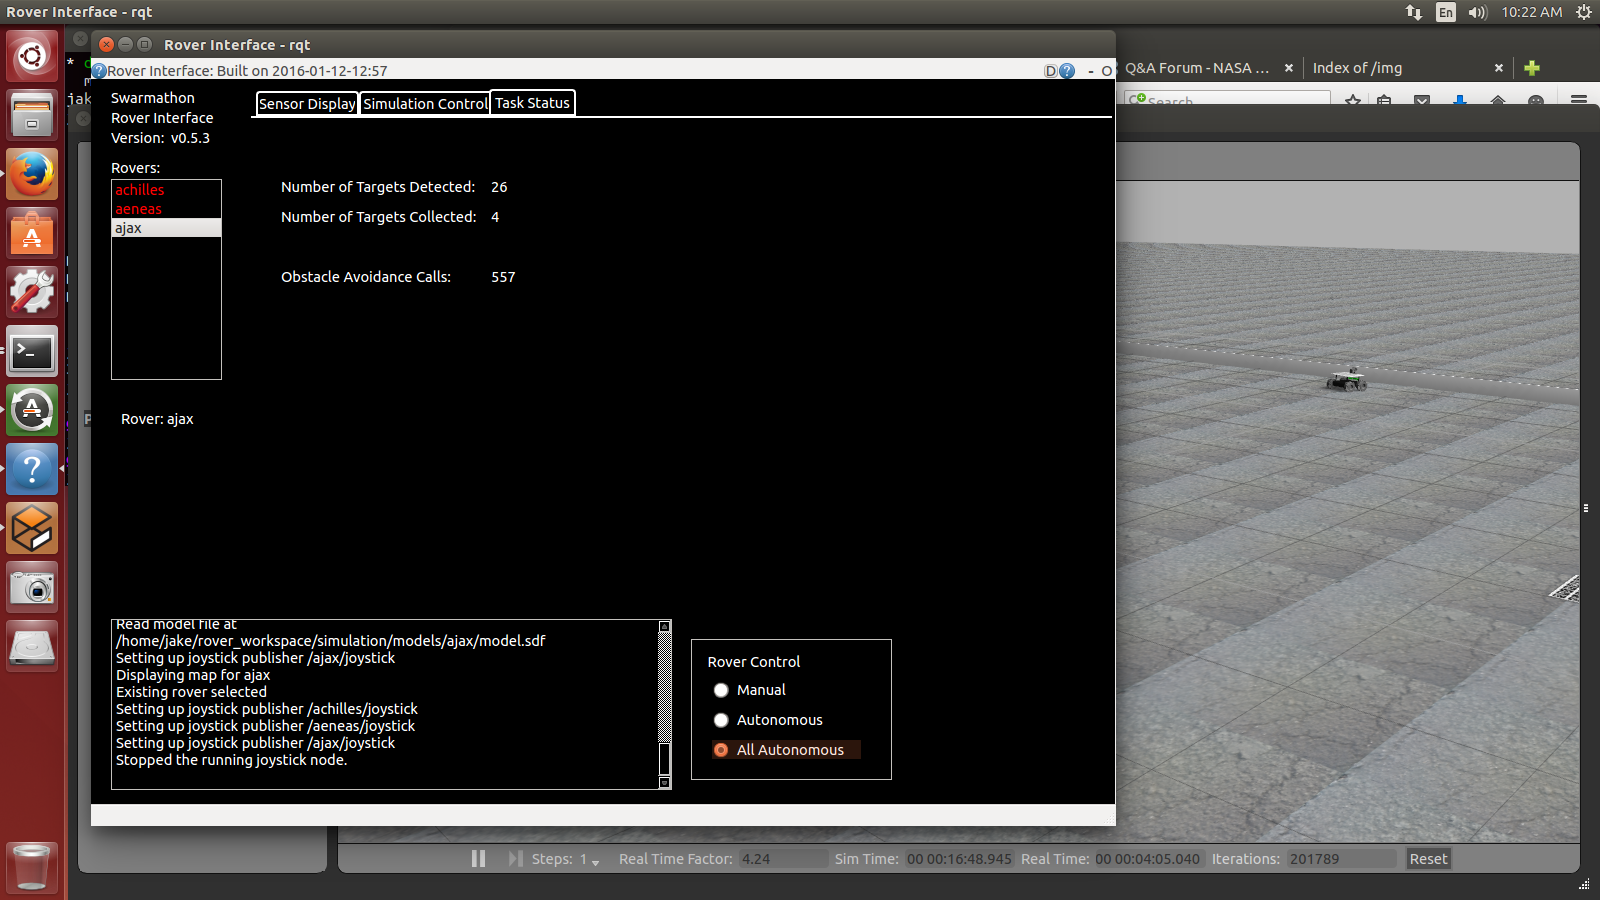 Rover Interface - rqt
En
10:22 AM
Rover Interface - rqt
Q&A Forum - NASA ...
Index of /img
Rover Interface: Built on 2016-01-12-12:57
D
- O
Search
Swarmathon
Rover Interface
Version: v0.5.3
Sensor Display
Simulation Control
Task Status
Rovers:
achilles
aeneas
ajax
Number of Targets Detected: 26
Number of Targets Collected: 4
Obstacle Avoidance Calls: 557
Rover: ajax
Read model file at
/home/jake/rover_workspace/simulation/models/ajax/model.sdf
Setting up joystick publisher /ajax/joystick
Displaying map for ajax
Existing rover selected
Setting up joystick publisher /achilles/joystick
Setting up joystick publisher /aeneas/joystick
Setting up joystick publisher /ajax/joystick
Stopped the running joystick node.
Rover Control
Manual
Autonomous
All Autonomous
Steps: 1
Real Time Factor: 4.24
Sim Time: 00 00:16:48.945
Real Time: 00 00:04:05.040
Iterations: 201789
Reset